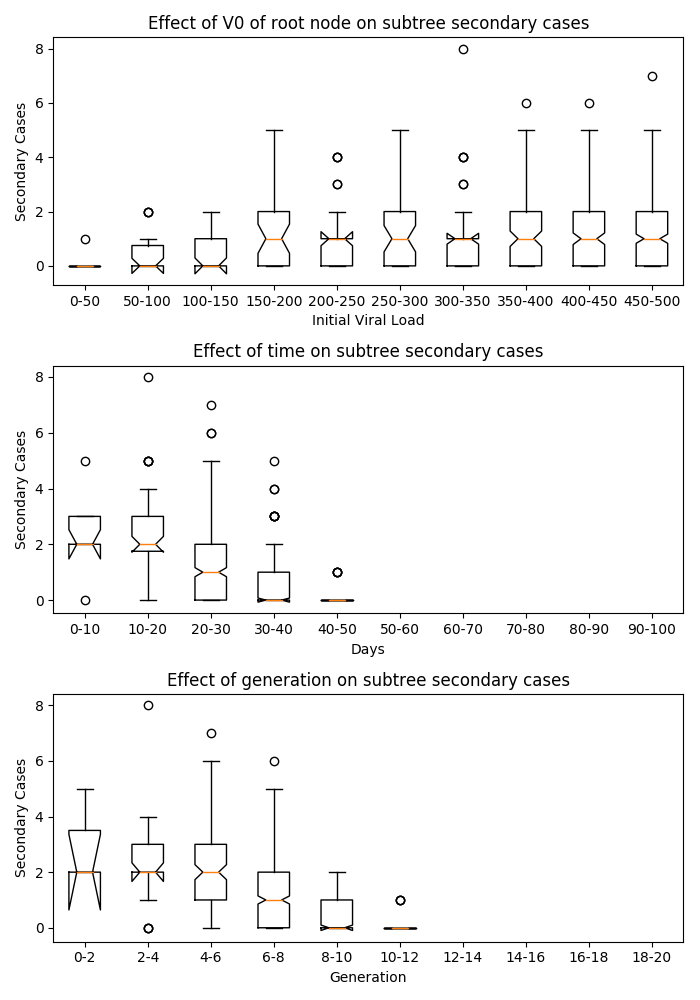 Effect of V0 of root node on subtree secondary cases
8
6
4
2
0
Secondary Cases
0-50 50-100 100-150 150-200 200-250 250-300 300-350 350-400 400-450 450-500
Initial Viral Load
Effect of time on subtree secondary cases
8
6
4
2
0
Secondary Cases
0-10 10-20 20-30 30-40 40-50 50-60 60-70 70-80 80-90 90-100
Days
Effect of generation on subtree secondary cases
8
6
4
2
0
Secondary Cases
0-2 2-4 4-6 6-8 8-10 10-12 12-14 14-16 16-18 18-20
Generation